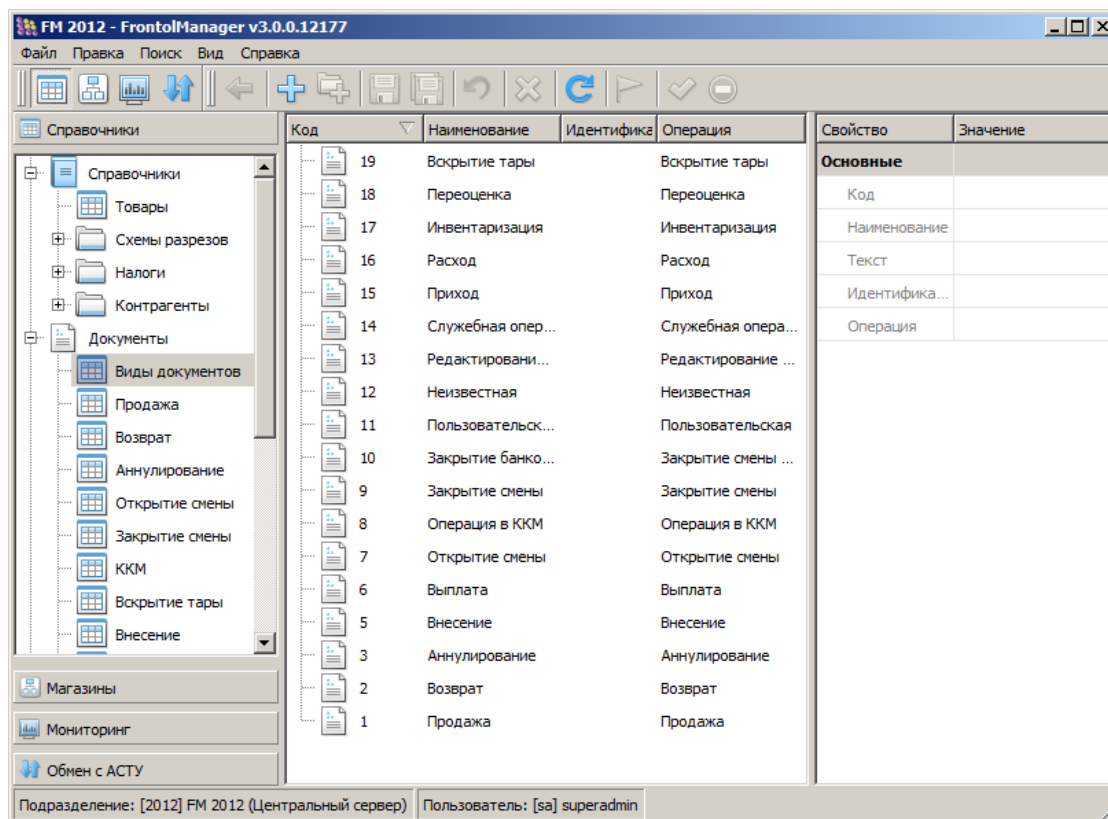 FM 2012 - FrontolManager v3.0.0.12177
Файл Правка Поиск Вид Справка
Справочники
Справочники
Товары
Схемы разрезов
Налоги
Контрагенты
Документы
Виды документов
Продажа
Возврат
Аннулирование
Открытие смены
Закрытие смены
ККМ
Вскрытие тары
Внесение
Магазины
Мониторинг
Обмен с АСТУ
Код Наименование Идентифика Операция
19 Вскрытие тары Вскрытие тары
18 Переоценка Переоценка
17 Инвентаризация Инвентаризация
16 Расход Расход
15 Приход Приход
14 Служебная опер... Служебная опера...
13 Редактировани... Редактирование ...
12 Неизвестная Неизвестная
11 Пользовательск... Пользовательская
10 Закрытие банко... Закрытие смены ...
9 Закрытие смены Закрытие смены
8 Операция в ККМ Операция в ККМ
7 Открытие смены Открытие смены
6 Выплата Выплата
5 Внесение Внесение
3 Аннулирование Аннулирование
2 Возврат Возврат
1 Продажа Продажа
Свойство Значение
Основные
Код
Наименование
Текст
Идентифика...
Операция
Подразделение: [2012] FM 2012 (Центральный сервер) Пользователь: [sa] superadmin